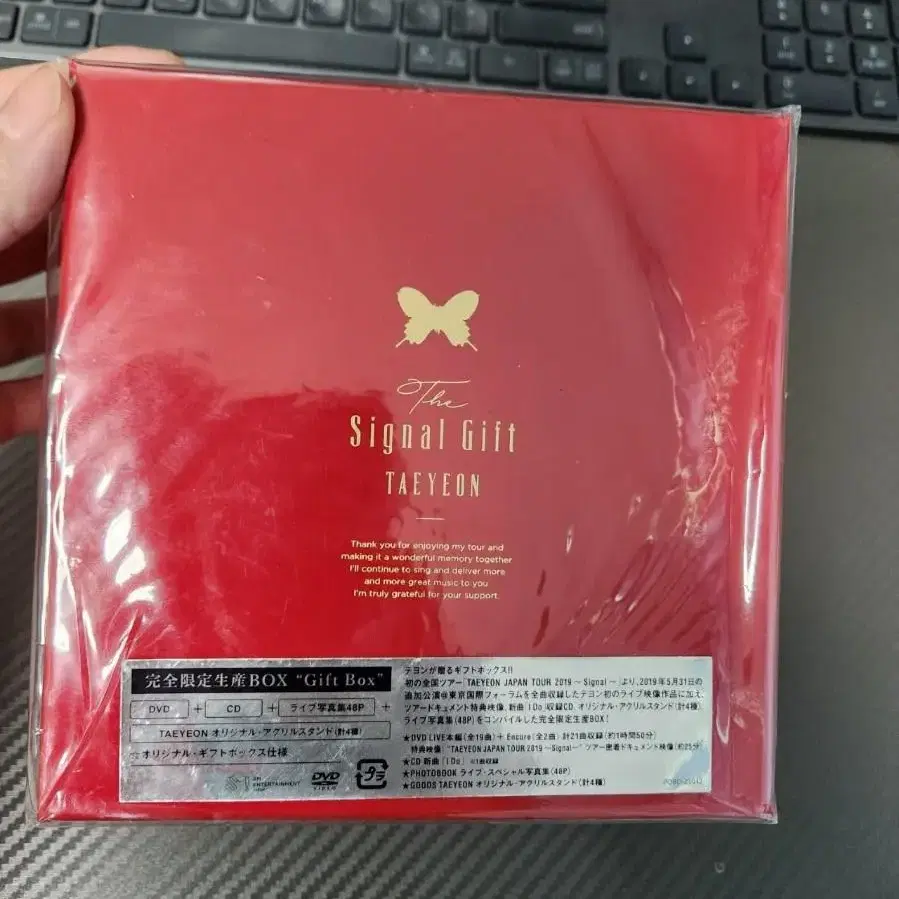 The
Signal Gift
TAEYEON
Thank you for enjoying my tour and
making it a wonderful memory together
I'll continue to sing and deliver more
and more great music to you
I'm truly grateful for your support.
完全限定生産BOX “Gift Box”
DVD + CD + ライブ写真集48P +
TAEYEON オリジナル・アクリルスタンド(計4種)
☆オリジナル・ギフトボックス仕様
DVD VIDEO
テヨンが贈るギフトボックス!!
初の全国ツアー「TAEYEON JAPAN TOUR 2019 ～Signal～」より、2019年5月31日の
追加公演@東京国際フォーラムを全曲収録したテヨン初のライブ映像作品に加え、
ツアードキュメント特典映像、新曲「I Do」収録CD、オリジナル・アクリルスタンド(計4種)、
ライブ写真集(48P)をコンパイルした完全限定生産BOX!
★DVD LIVE本編(全19曲)+ Encore(全2曲) 計21曲収録(約1時間50分)
特典映像：“TAEYEON JAPAN TOUR 2019 ～Signal～” ツアー密着ドキュメント映像(約25分)
★CD 新曲「I Do」 ※1曲収録
★PHOTOBOOK ライブ・スペシャル写真集(48P)
★GOODS TAEYEON オリジナル・アクリルスタンド(計4種)